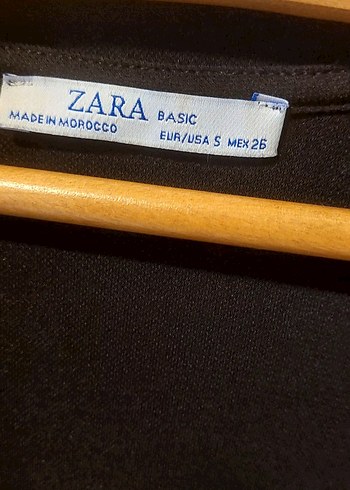 ZARA BASIC
MADE IN MOROCCO
EUR/USA S MEX 26